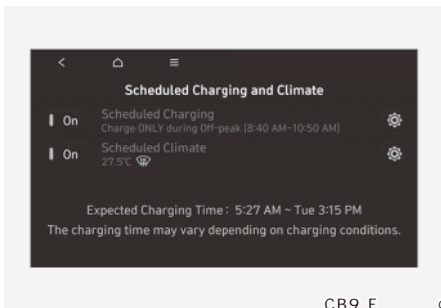 Scheduled Charging and Climate
On
Scheduled Charging
Charge ONLY during Off-peak [8:40 AM~10:50 AM]
On
Scheduled Climate
27.5℃
Expected Charging Time : 5:27 AM ~ Tue 3:15 PM
The charging time may vary depending on charging conditions.
CB9_E